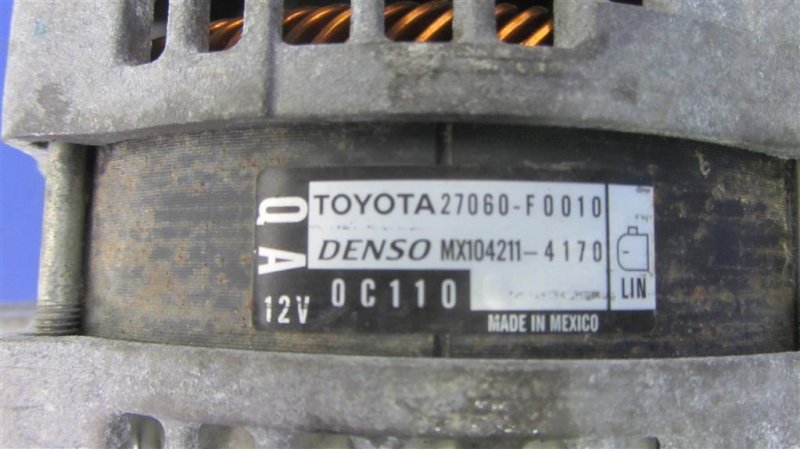 QA
TOYOTA 27060-F0010
DENSO MX104211-4170
12V
0C110
LIN
MADE IN MEXICO